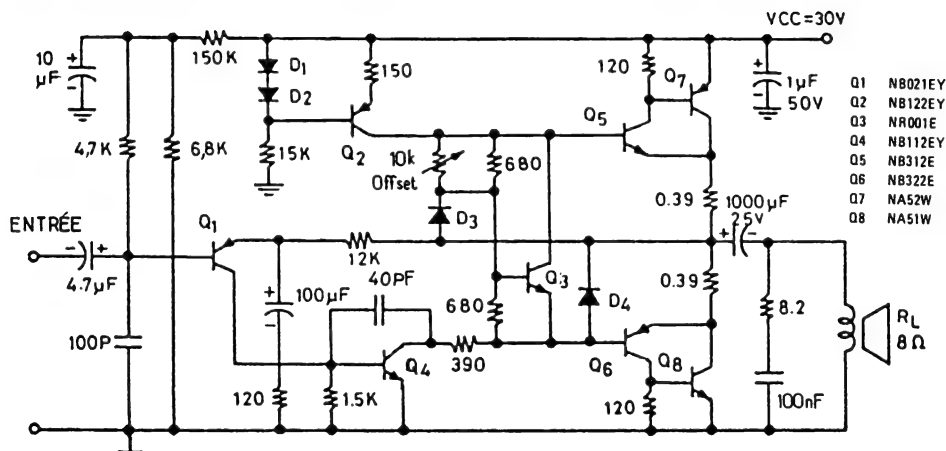 VCC=30V
10
µF
+
-
150K
D1
D2
150
120
Q7
+
-
1µF
50V
Q1 NB021EY
Q2 NB122EY
Q3 NR001E
Q4 NB112EY
Q5 NB312E
Q6 NB322E
Q7 NA52W
Q8 NA51W
4,7K
6,8K
15K
Q2
10k
Offset
680
Q5
0.39
1000µF
25V
+
-
ENTRÉE
-
+
4.7µF
Q1
12K
D3
Q3
D4
0.39
8.2
RL
8Ω
+
-
100µF
40PF
680
100P
Q4
390
Q6
Q8
120
1.5K
120
100nF